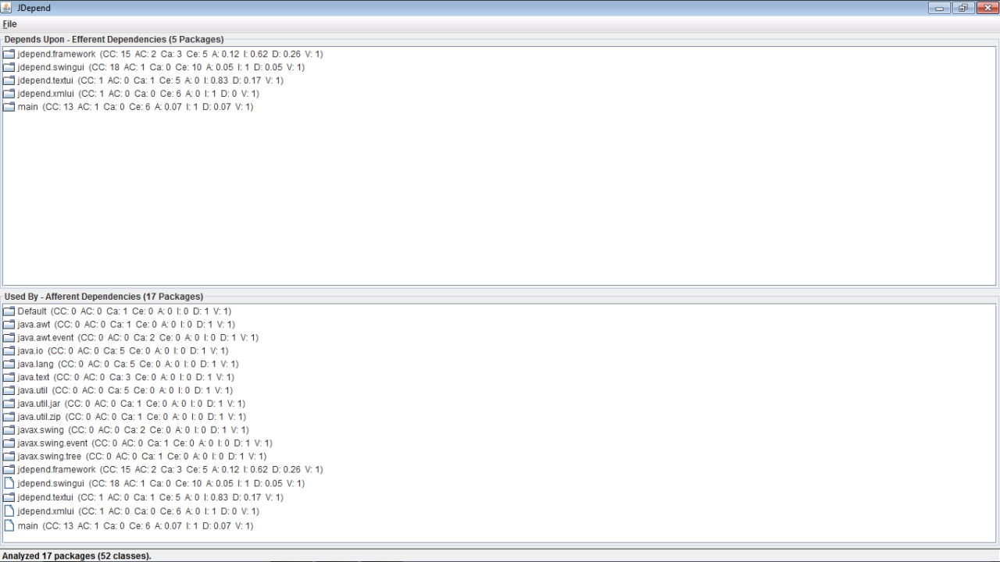 JDepend
File
Depends Upon - Efferent Dependencies (5 Packages)
jdepend.framework (CC: 15 AC: 2 Ca: 3 Ce: 5 A: 0.12 I: 0.62 D: 0.26 V: 1)
jdepend.swingui (CC: 18 AC: 1 Ca: 0 Ce: 10 A: 0.05 I: 1 D: 0.05 V: 1)
jdepend.textui (CC: 1 AC: 0 Ca: 1 Ce: 5 A: 0 I: 0.83 D: 0.17 V: 1)
jdepend.xmlui (CC: 1 AC: 0 Ca: 0 Ce: 6 A: 0 I: 1 D: 0 V: 1)
main (CC: 13 AC: 1 Ca: 0 Ce: 6 A: 0.07 I: 1 D: 0.07 V: 1)
Used By - Afferent Dependencies (17 Packages)
Default (CC: 0 AC: 0 Ca: 1 Ce: 0 A: 0 I: 0 D: 1 V: 1)
java.awt (CC: 0 AC: 0 Ca: 1 Ce: 0 A: 0 I: 0 D: 1 V: 1)
java.awt.event (CC: 0 AC: 0 Ca: 2 Ce: 0 A: 0 I: 0 D: 1 V: 1)
java.io (CC: 0 AC: 0 Ca: 5 Ce: 0 A: 0 I: 0 D: 1 V: 1)
java.lang (CC: 0 AC: 0 Ca: 5 Ce: 0 A: 0 I: 0 D: 1 V: 1)
java.text (CC: 0 AC: 0 Ca: 3 Ce: 0 A: 0 I: 0 D: 1 V: 1)
java.util (CC: 0 AC: 0 Ca: 5 Ce: 0 A: 0 I: 0 D: 1 V: 1)
java.util.jar (CC: 0 AC: 0 Ca: 1 Ce: 0 A: 0 I: 0 D: 1 V: 1)
java.util.zip (CC: 0 AC: 0 Ca: 1 Ce: 0 A: 0 I: 0 D: 1 V: 1)
javax.swing (CC: 0 AC: 0 Ca: 2 Ce: 0 A: 0 I: 0 D: 1 V: 1)
javax.swing.event (CC: 0 AC: 0 Ca: 1 Ce: 0 A: 0 I: 0 D: 1 V: 1)
javax.swing.tree (CC: 0 AC: 0 Ca: 1 Ce: 0 A: 0 I: 0 D: 1 V: 1)
jdepend.framework (CC: 15 AC: 2 Ca: 3 Ce: 5 A: 0.12 I: 0.62 D: 0.26 V: 1)
jdepend.swingui (CC: 18 AC: 1 Ca: 0 Ce: 10 A: 0.05 I: 1 D: 0.05 V: 1)
jdepend.textui (CC: 1 AC: 0 Ca: 1 Ce: 5 A: 0 I: 0.83 D: 0.17 V: 1)
jdepend.xmlui (CC: 1 AC: 0 Ca: 0 Ce: 6 A: 0 I: 1 D: 0 V: 1)
main (CC: 13 AC: 1 Ca: 0 Ce: 6 A: 0.07 I: 1 D: 0.07 V: 1)
Analyzed 17 packages (52 classes).